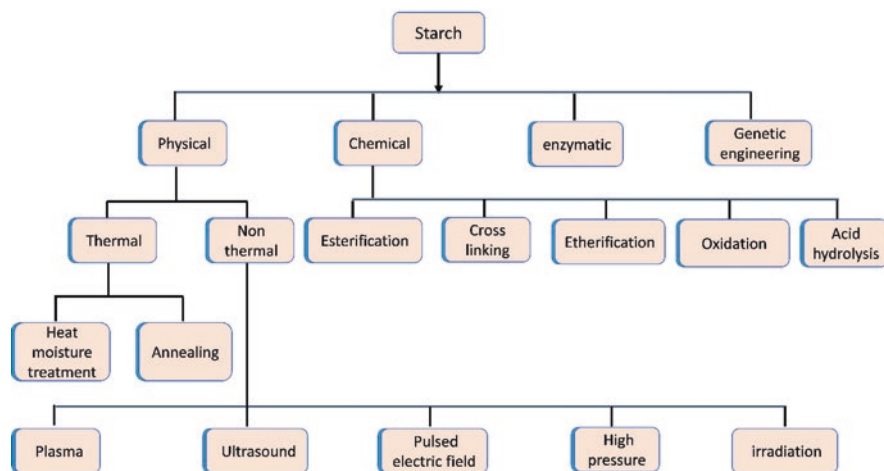 Starch
Physical
Chemical
enzymatic
Genetic
engineering
Thermal
Non
thermal
Esterification
Cross
linking
Etherification
Oxidation
Acid
hydrolysis
Heat
moisture
treatment
Annealing
Plasma
Ultrasound
Pulsed
electric field
High
pressure
irradiation